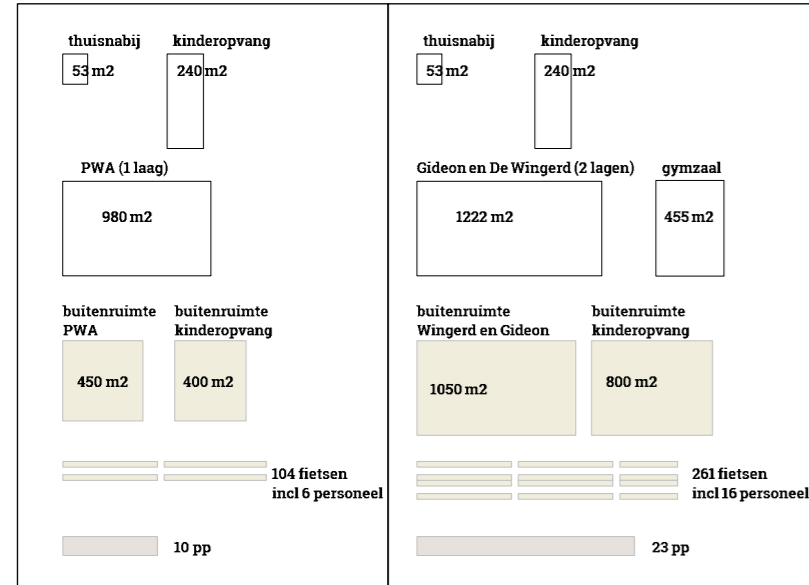 thuisnabij
kinderopvang
53 m2
240 m2
PWA (1 laag)
980 m2
buitenruimte
PWA
buitenruimte
kinderopvang
450 m2
400 m2
104 fietsen
incl 6 personeel
10 pp
thuisnabij
kinderopvang
53 m2
240 m2
Gideon en De Wingerd (2 lagen)
gymzaal
1222 m2
455 m2
buitenruimte
Wingerd en Gideon
buitenruimte
kinderopvang
1050 m2
800 m2
261 fietsen
incl 16 personeel
23 pp